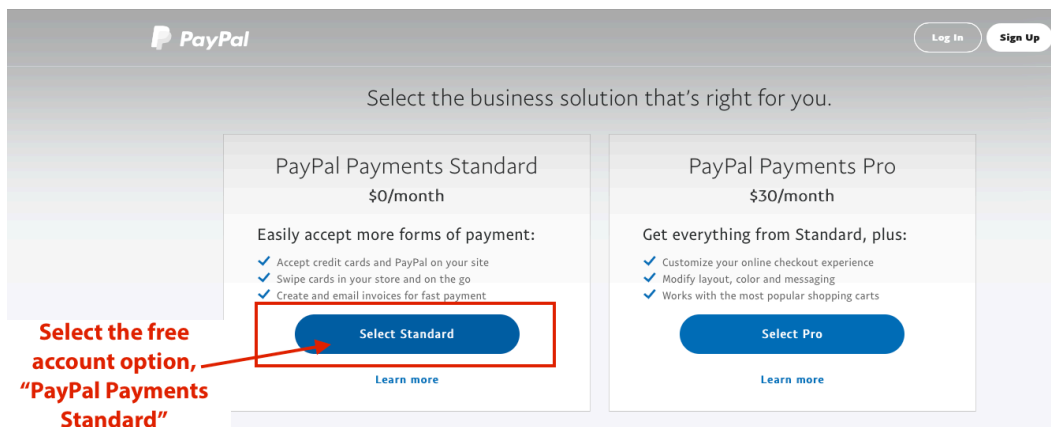 PayPal
Log In
Sign Up
Select the business solution that's right for you.
PayPal Payments Standard
$0/month
Easily accept more forms of payment:
Accept credit cards and PayPal on your site
Swipe cards in your store and on the go
Create and email invoices for fast payment
Select Standard
Learn more
PayPal Payments Pro
$30/month
Get everything from Standard, plus:
Customize your online checkout experience
Modify layout, color and messaging
Works with the most popular shopping carts
Select Pro
Learn more
Select the free
account option,
“PayPal Payments
Standard”